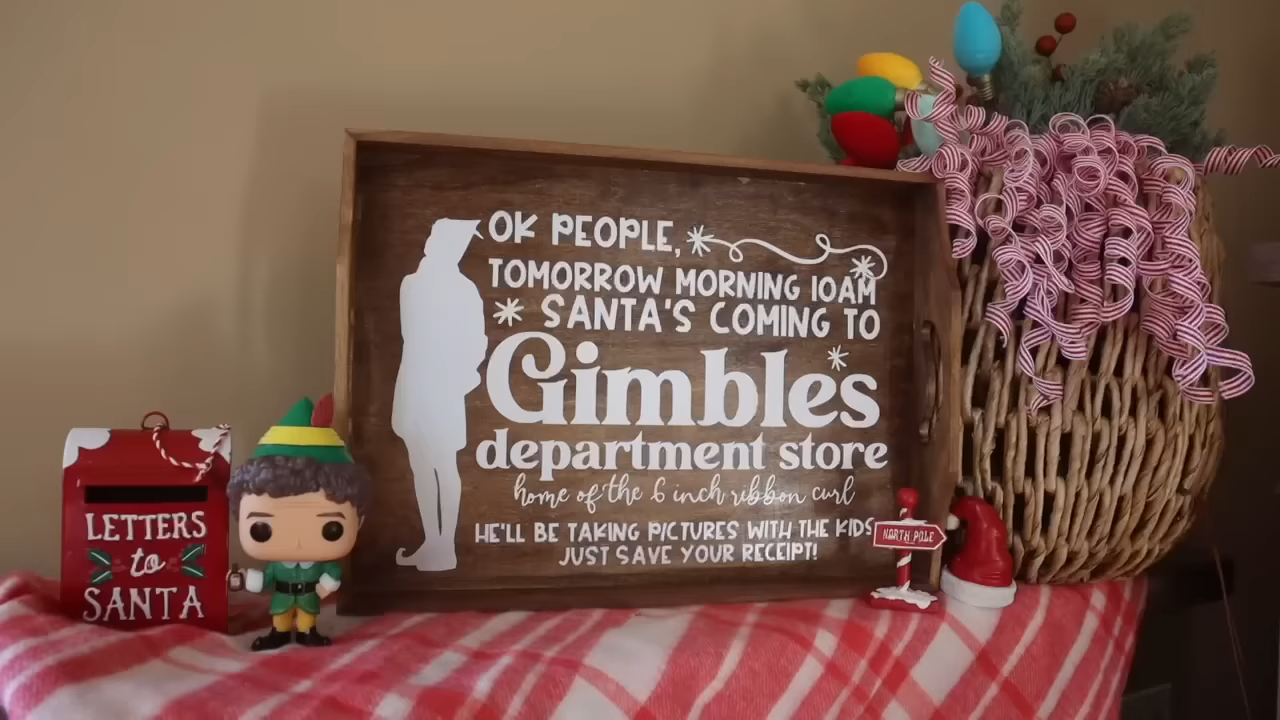 OK PEOPLE,
TOMORROW MORNING 10AM
SANTA'S COMING TO
Gimbles
department store
home of the 6 inch ribbon curl
HE'LL BE TAKING PICTURES WITH THE KIDS
JUST SAVE YOUR RECEIPT!
LETTERS
to
SANTA
NORTH POLE